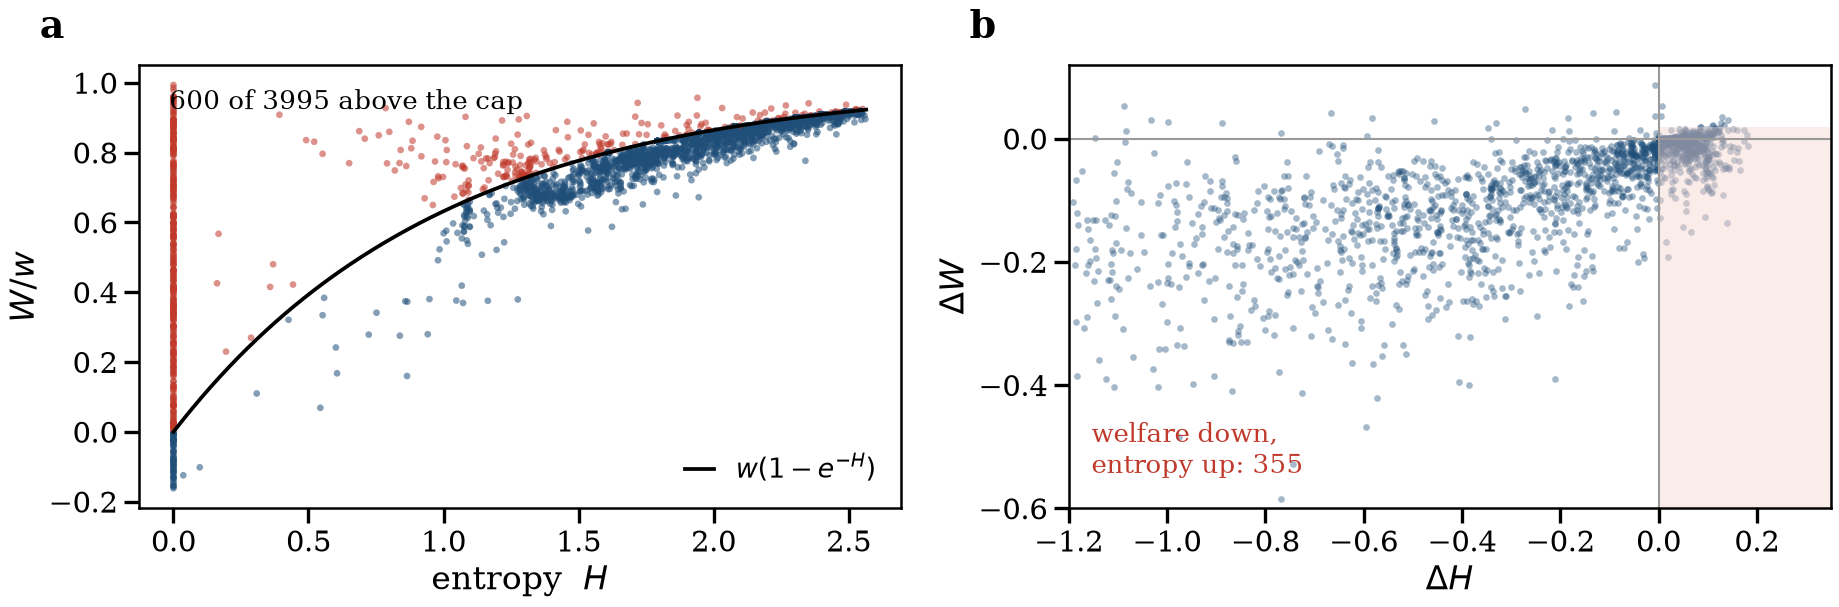 a
600 of 3995 above the cap
1.0
0.8
0.6
0.4
0.2
0.0
−0.2
W/w
w(1 − e^{−H})
0.0 0.5 1.0 1.5 2.0 2.5
entropy H
b
0.0
−0.2
−0.4
−0.6
ΔW
welfare down,
entropy up: 355
−1.2 −1.0 −0.8 −0.6 −0.4 −0.2 0.0 0.2
ΔH